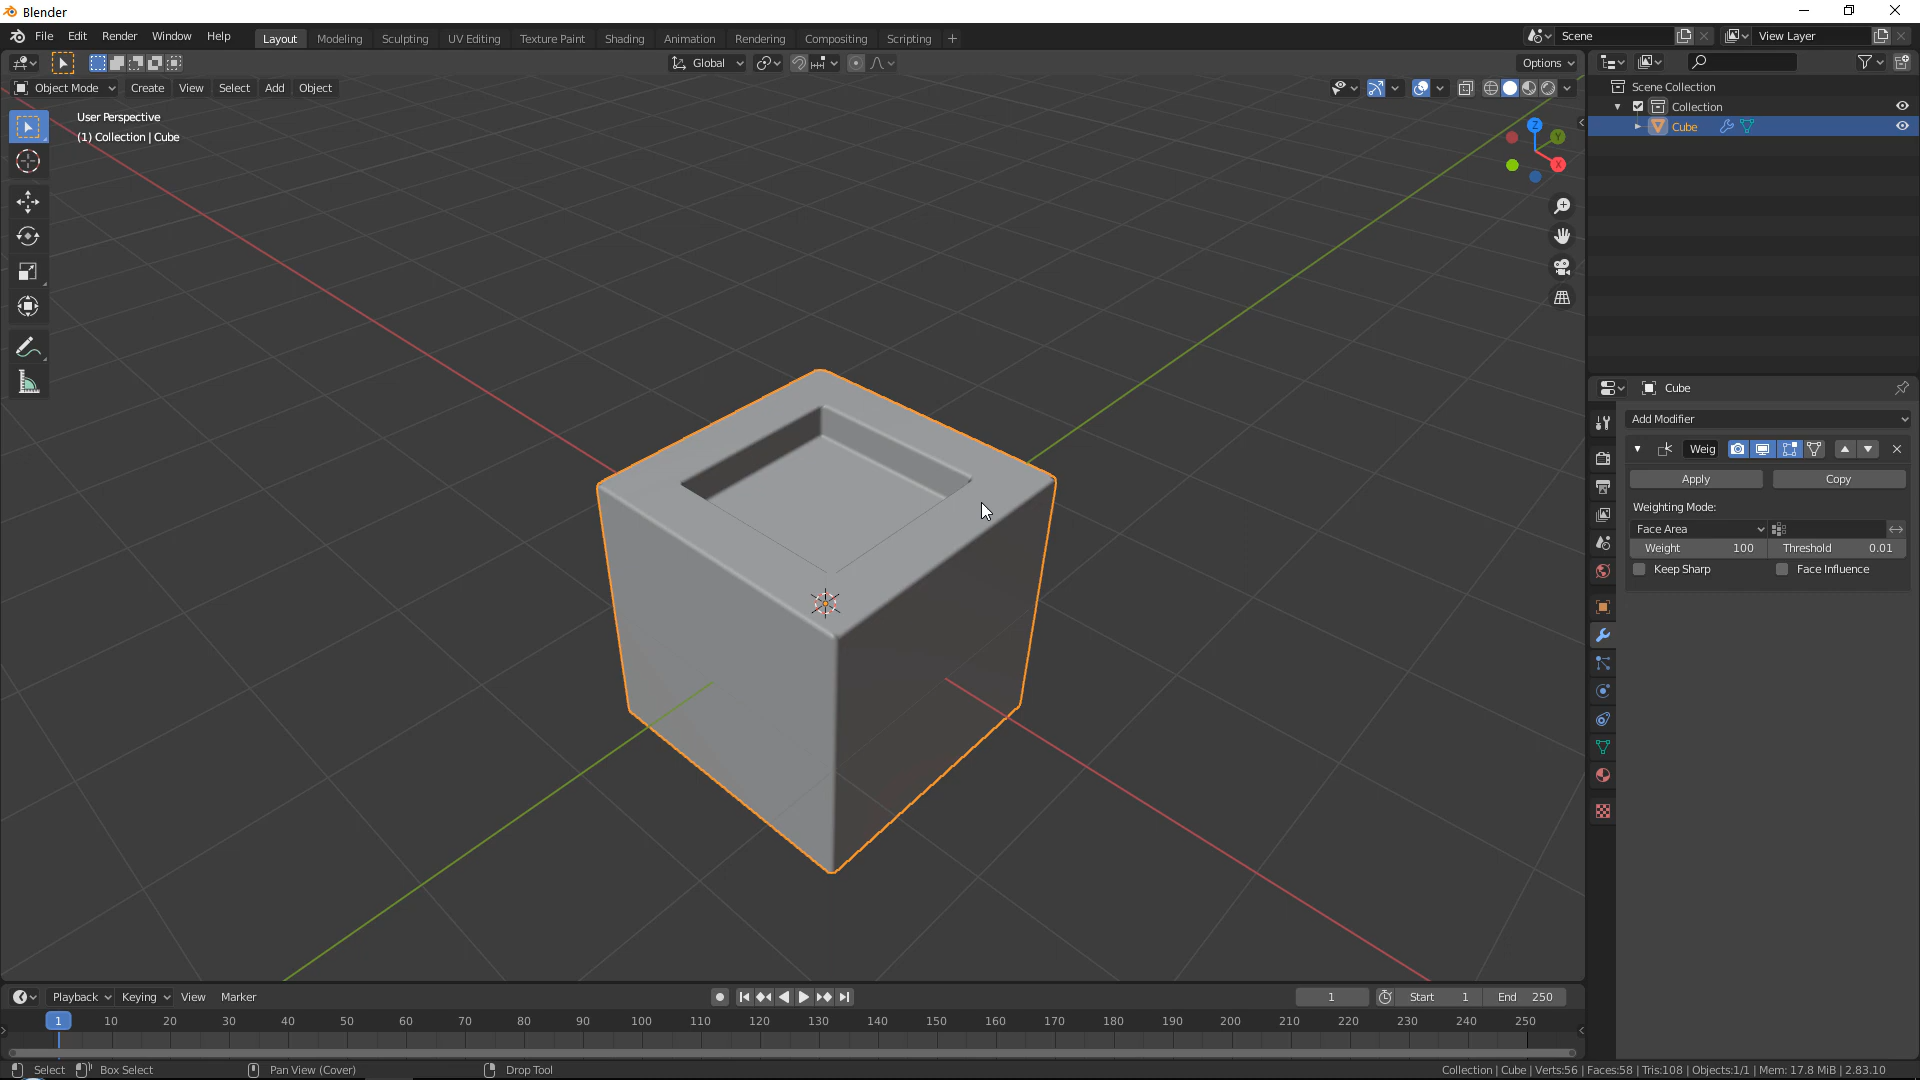 Blender
File Edit Render Window Help Layout Modeling Sculpting UV Editing Texture Paint Shading Animation Rendering Compositing Scripting Scene View Layer
Global Options
Object Mode Create View Select Add Object
User Perspective
(1) Collection | Cube
Z
Y
X
Scene Collection
Collection
Cube
Cube
Add Modifier
Weig
Apply Copy
Weighting Mode:
Face Area
Weight 100 Threshold 0.01
Keep Sharp Face Influence
Playback Keying View Marker 1 Start 1 End 250
1 10 20 30 40 50 60 70 80 90 100 110 120 130 140 150 160 170 180 190 200 210 220 230 240 250
Select Box Select Pan View (Cover) Drop Tool Collection | Cube | Verts:56 | Faces:58 | Tris:108 | Objects:1/1 | Mem: 17.8 MiB | 2.83.10